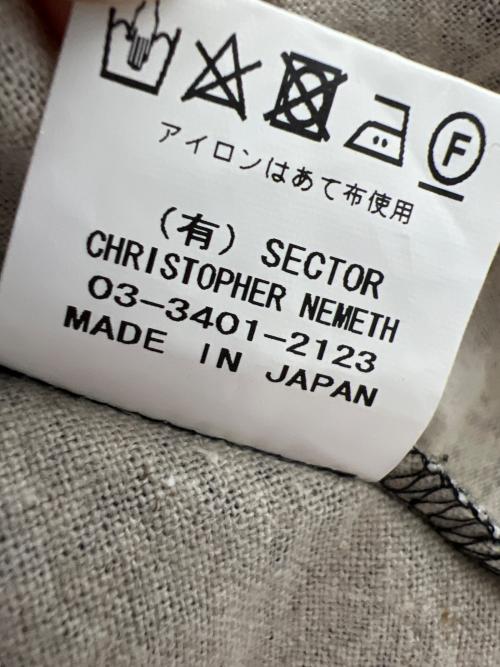 F
アイロンはあて布使用
(有) SECTOR
CHRISTOPHER NEMETH
03-3401-2123
MADE IN JAPAN